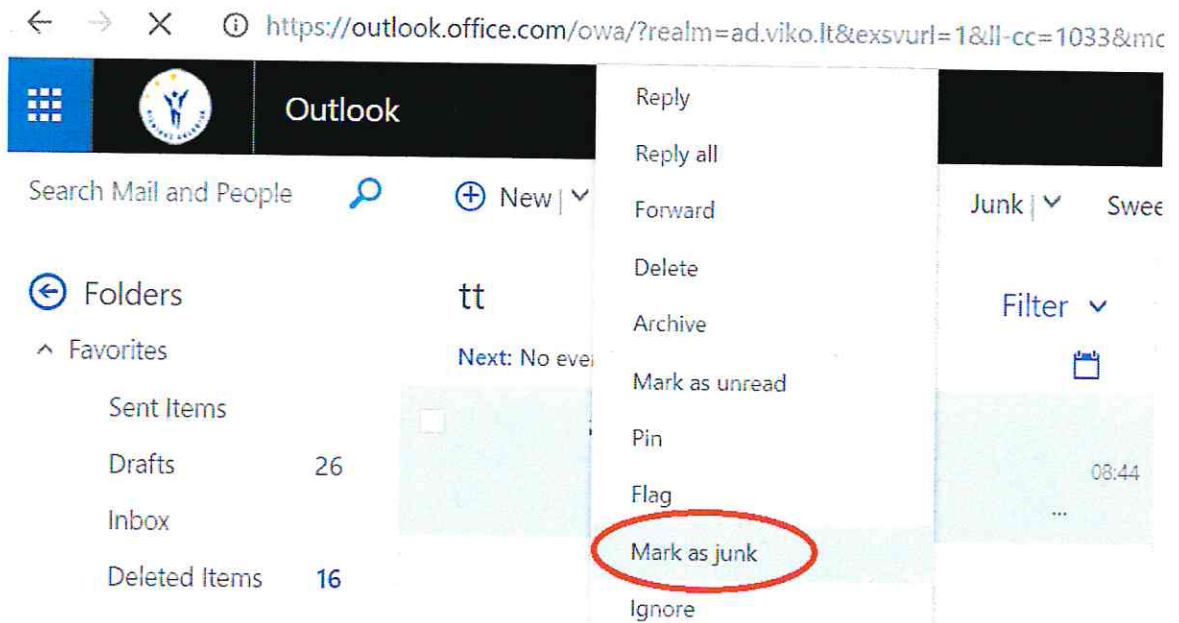 https://outlook.office.com/owa/?realm=ad.viko.lt&exsvurl=1&ll-cc=1033&mc
Outlook
Search Mail and People
New
Junk
Swee
Folders
Favorites
Sent Items
Drafts 26
Inbox
Deleted Items 16
tt
Next: No eve
Filter
08:44
...
Reply
Reply all
Forward
Delete
Archive
Mark as unread
Pin
Flag
Mark as junk
Ignore